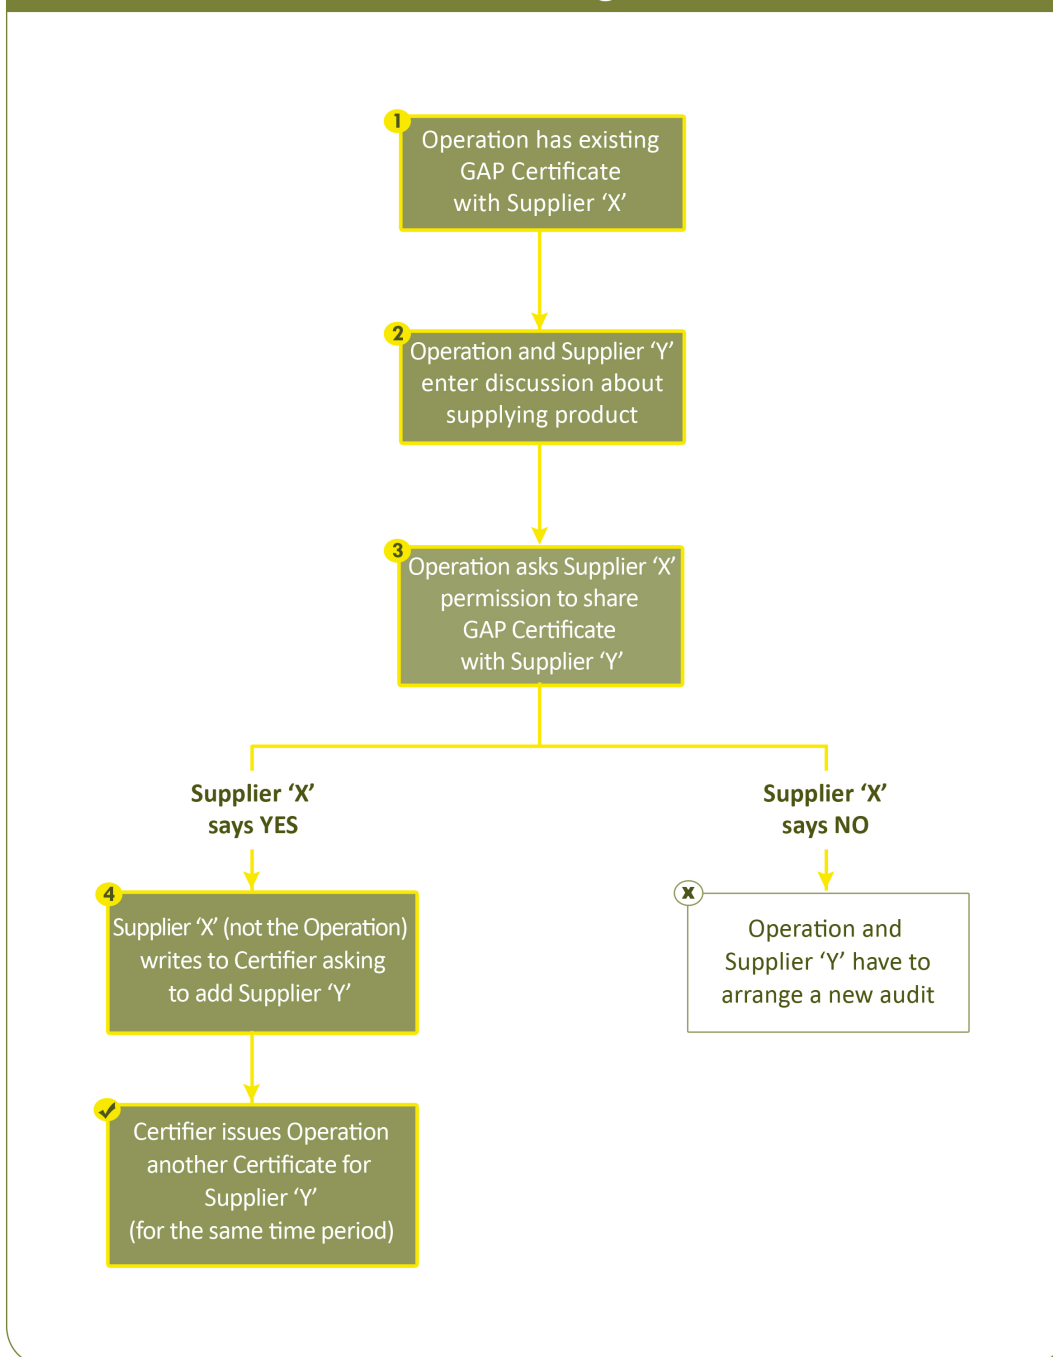 1
Operation has existing
GAP Certificate
with Supplier ‘X’
2
Operation and Supplier ‘Y’
enter discussion about
supplying product
3
Operation asks Supplier ‘X’
permission to share
GAP Certificate
with Supplier ‘Y’
Supplier ‘X’
says YES
Supplier ‘X’
says NO
4
Supplier ‘X’ (not the Operation)
writes to Certifier asking
to add Supplier ‘Y’
X
Operation and
Supplier ‘Y’ have to
arrange a new audit
Certifier issues Operation
another Certificate for
Supplier ‘Y’
(for the same time period)